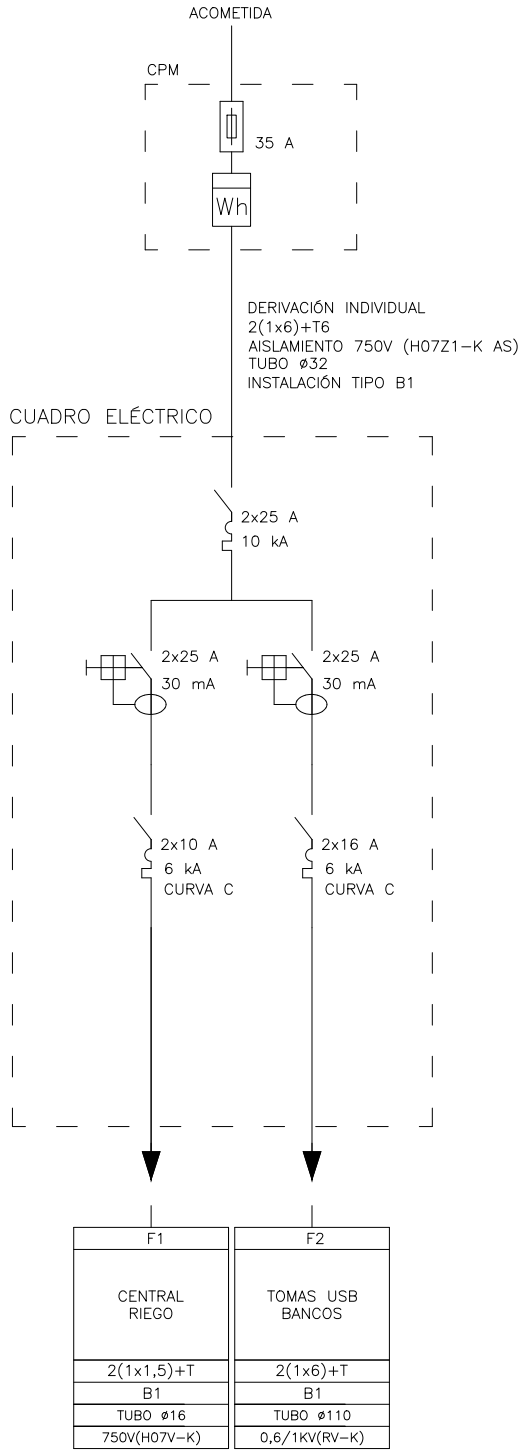 ACOMETIDA
CPM
35 A
Wh
DERIVACIÓN INDIVIDUAL
2(1x6)+T6
AISLAMIENTO 750V (H07Z1-K AS)
TUBO ø32
INSTALACIÓN TIPO B1
CUADRO ELÉCTRICO
2x25 A
10 kA
2x25 A
30 mA
2x25 A
30 mA
2x10 A
6 kA
CURVA C
2x16 A
6 kA
CURVA C
F1
CENTRAL
RIEGO
2(1x1,5)+T
B1
TUBO ø16
750V(H07V-K)
F2
TOMAS USB
BANCOS
2(1x6)+T
B1
TUBO ø110
0,6/1KV(RV-K)